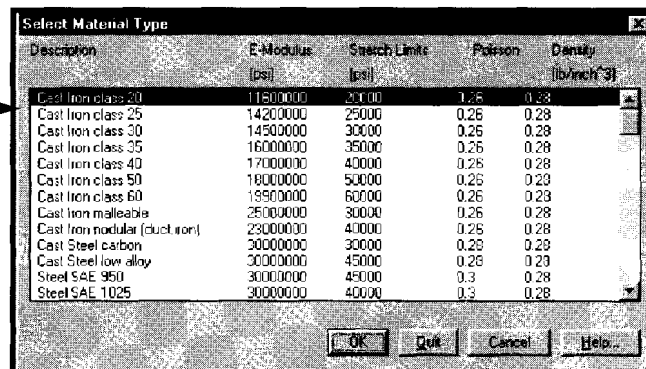 Select Material Type
Description E-Modulus Stretch Limits Poisson Density
[psi] [psi] [lb/inch^3]
Cast Iron class 20 11600000 20000 0.26 0.28
Cast Iron class 25 14200000 25000 0.26 0.28
Cast Iron class 30 14500000 30000 0.26 0.28
Cast Iron class 35 16000000 35000 0.26 0.28
Cast Iron class 40 17000000 40000 0.26 0.28
Cast Iron class 50 18000000 50000 0.26 0.28
Cast Iron class 60 19900000 60000 0.26 0.28
Cast Iron malleable 25000000 30000 0.26 0.28
Cast Iron nodular (duct.iron) 23000000 40000 0.26 0.28
Cast Steel carbon 30000000 30000 0.28 0.28
Cast Steel low alloy 30000000 45000 0.28 0.28
Steel SAE 950 30000000 45000 0.3 0.28
Steel SAE 1025 30000000 40000 0.3 0.28
OK Quit Cancel Help...